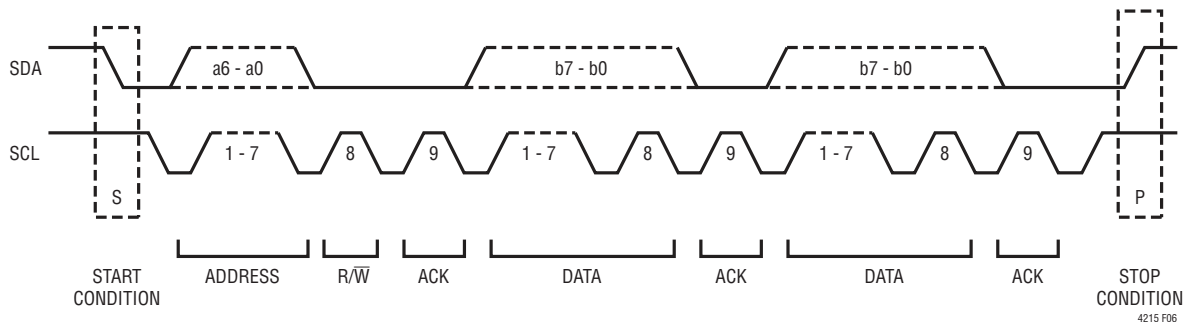 SDA
a6 - a0
b7 - b0
b7 - b0
SCL
1 - 7
8
9
1 - 7
8
9
1 - 7
8
9
S
P
START
CONDITION
ADDRESS
R/W̅
ACK
DATA
ACK
DATA
ACK
STOP
CONDITION
4215 F06